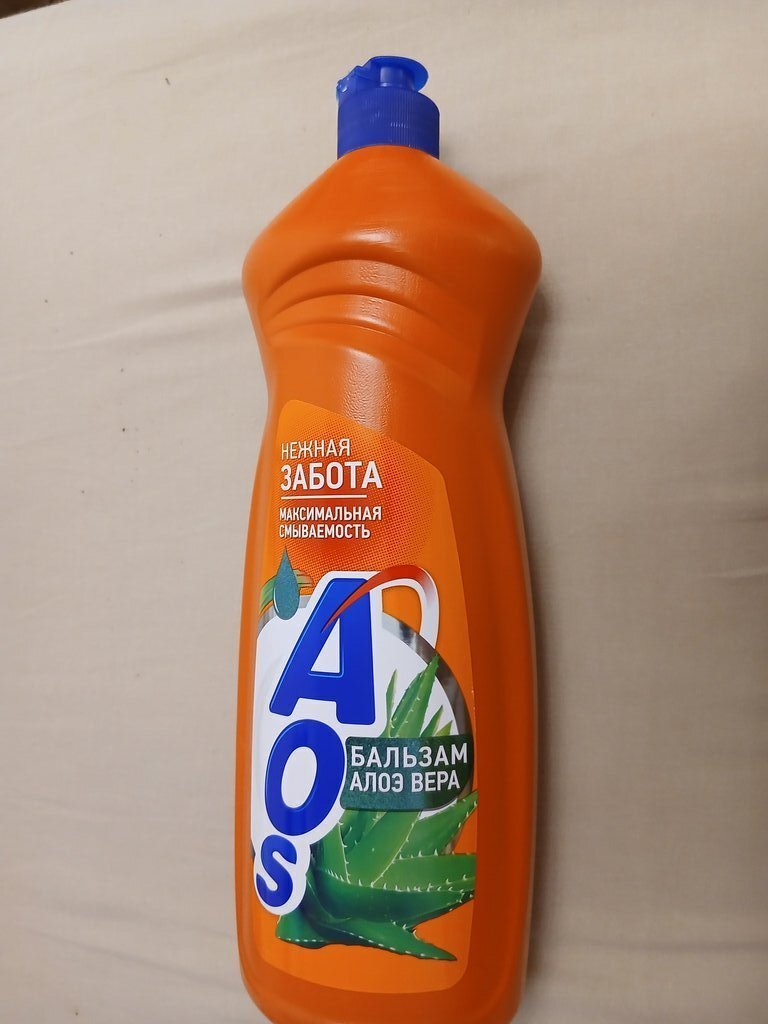 НЕЖНАЯ
ЗАБОТА
МАКСИМАЛЬНАЯ
СМЫВАЕМОСТЬ
AOS
БАЛЬЗАМ
АЛОЭ ВЕРА